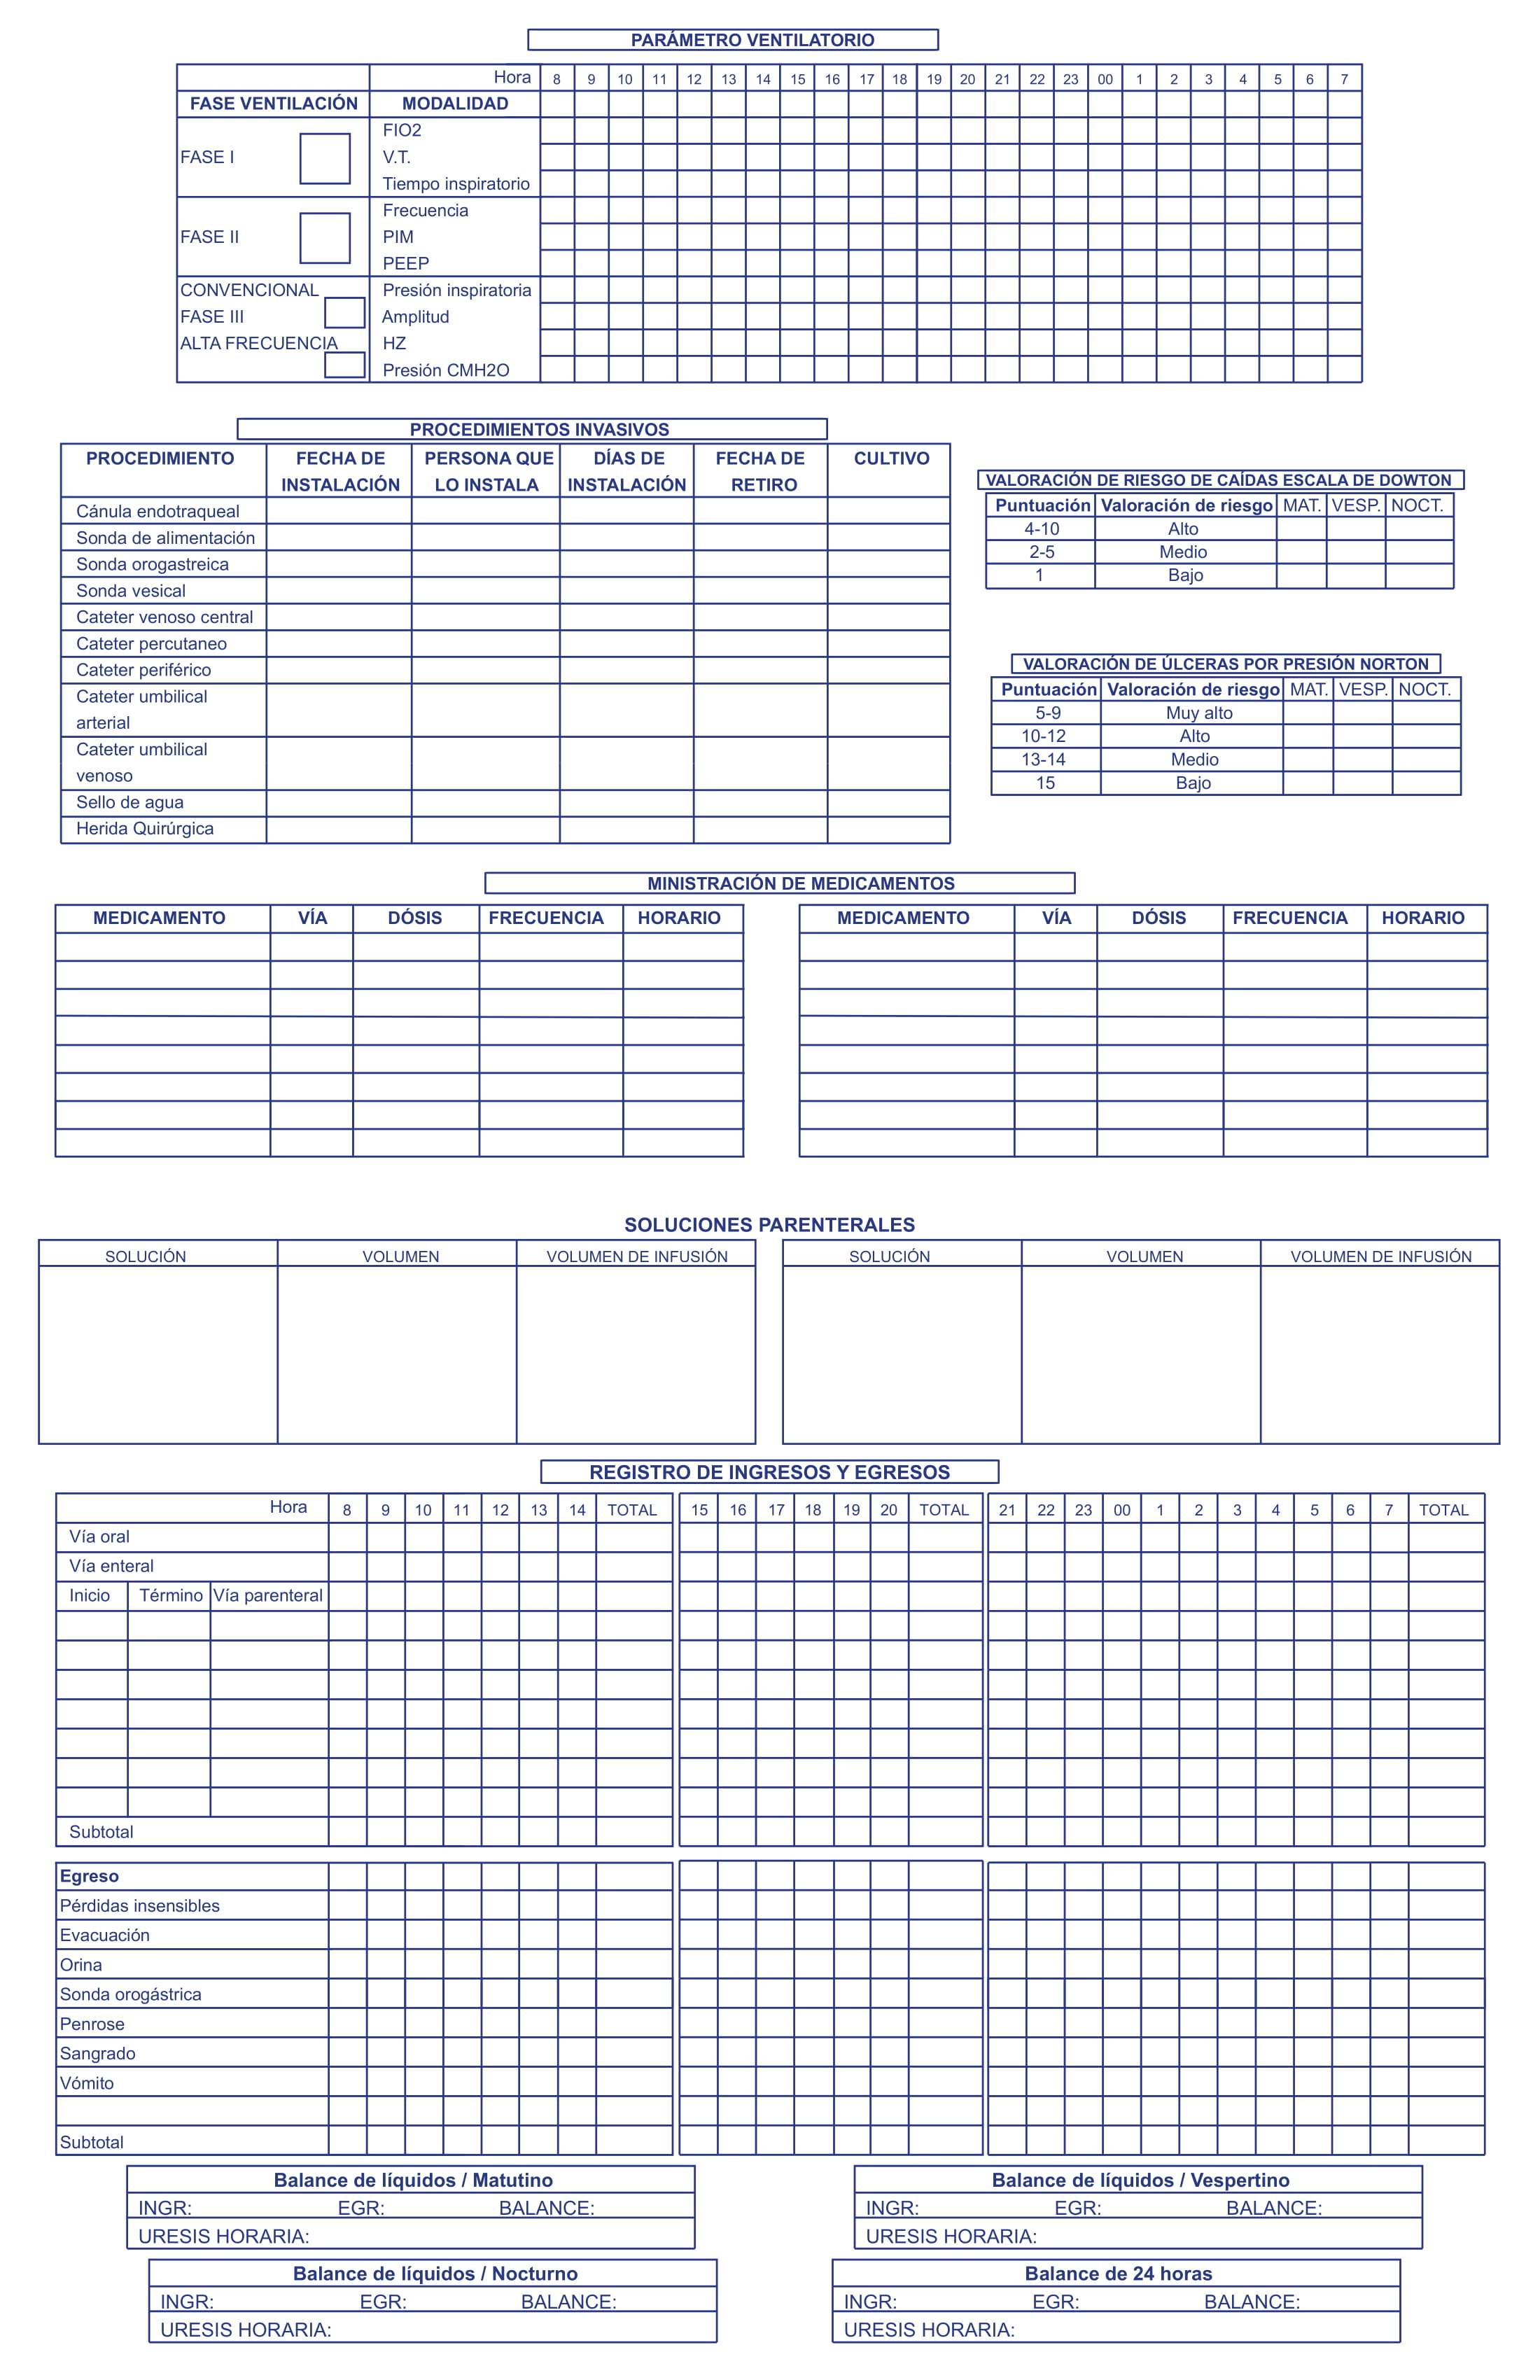 PARÁMETRO VENTILATORIO
Hora 8 9 10 11 12 13 14 15 16 17 18 19 20 21 22 23 00 1 2 3 4 5 6 7
FASE VENTILACIÓN MODALIDAD
FIO2
FASE I V.T.
Tiempo inspiratorio
Frecuencia
FASE II PIM
PEEP
CONVENCIONAL Presión inspiratoria
FASE III Amplitud
ALTA FRECUENCIA HZ
Presión CMH2O
PROCEDIMIENTOS INVASIVOS
PROCEDIMIENTO FECHA DE PERSONA QUE DÍAS DE FECHA DE CULTIVO
INSTALACIÓN LO INSTALA INSTALACIÓN RETIRO
Cánula endotraqueal
Sonda de alimentación
Sonda orogastreica
Sonda vesical
Cateter venoso central
Cateter percutaneo
Cateter periférico
Cateter umbilical
arterial
Cateter umbilical
venoso
Sello de agua
Herida Quirúrgica
VALORACIÓN DE RIESGO DE CAÍDAS ESCALA DE DOWTON
Puntuación Valoración de riesgo MAT. VESP. NOCT.
4-10 Alto
2-5 Medio
1 Bajo
VALORACIÓN DE ÚLCERAS POR PRESIÓN NORTON
Puntuación Valoración de riesgo MAT. VESP. NOCT.
5-9 Muy alto
10-12 Alto
13-14 Medio
15 Bajo
MINISTRACIÓN DE MEDICAMENTOS
MEDICAMENTO VÍA DÓSIS FRECUENCIA HORARIO MEDICAMENTO VÍA DÓSIS FRECUENCIA HORARIO
SOLUCIONES PARENTERALES
SOLUCIÓN VOLUMEN VOLUMEN DE INFUSIÓN SOLUCIÓN VOLUMEN VOLUMEN DE INFUSIÓN
REGISTRO DE INGRESOS Y EGRESOS
Hora 8 9 10 11 12 13 14 TOTAL 15 16 17 18 19 20 TOTAL 21 22 23 00 1 2 3 4 5 6 7 TOTAL
Vía oral
Vía enteral
Inicio Término Vía parenteral
Subtotal
Egreso
Pérdidas insensibles
Evacuación
Orina
Sonda orogástrica
Penrose
Sangrado
Vómito
Subtotal
Balance de líquidos / Matutino
INGR: EGR: BALANCE:
URESIS HORARIA:
Balance de líquidos / Vespertino
INGR: EGR: BALANCE:
URESIS HORARIA:
Balance de líquidos / Nocturno
INGR: EGR: BALANCE:
URESIS HORARIA:
Balance de 24 horas
INGR: EGR: BALANCE:
URESIS HORARIA: